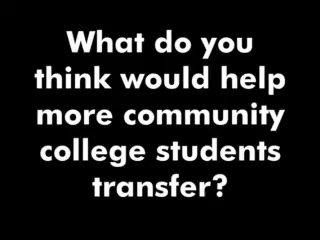 What do you
think would help
more community
college students
transfer?